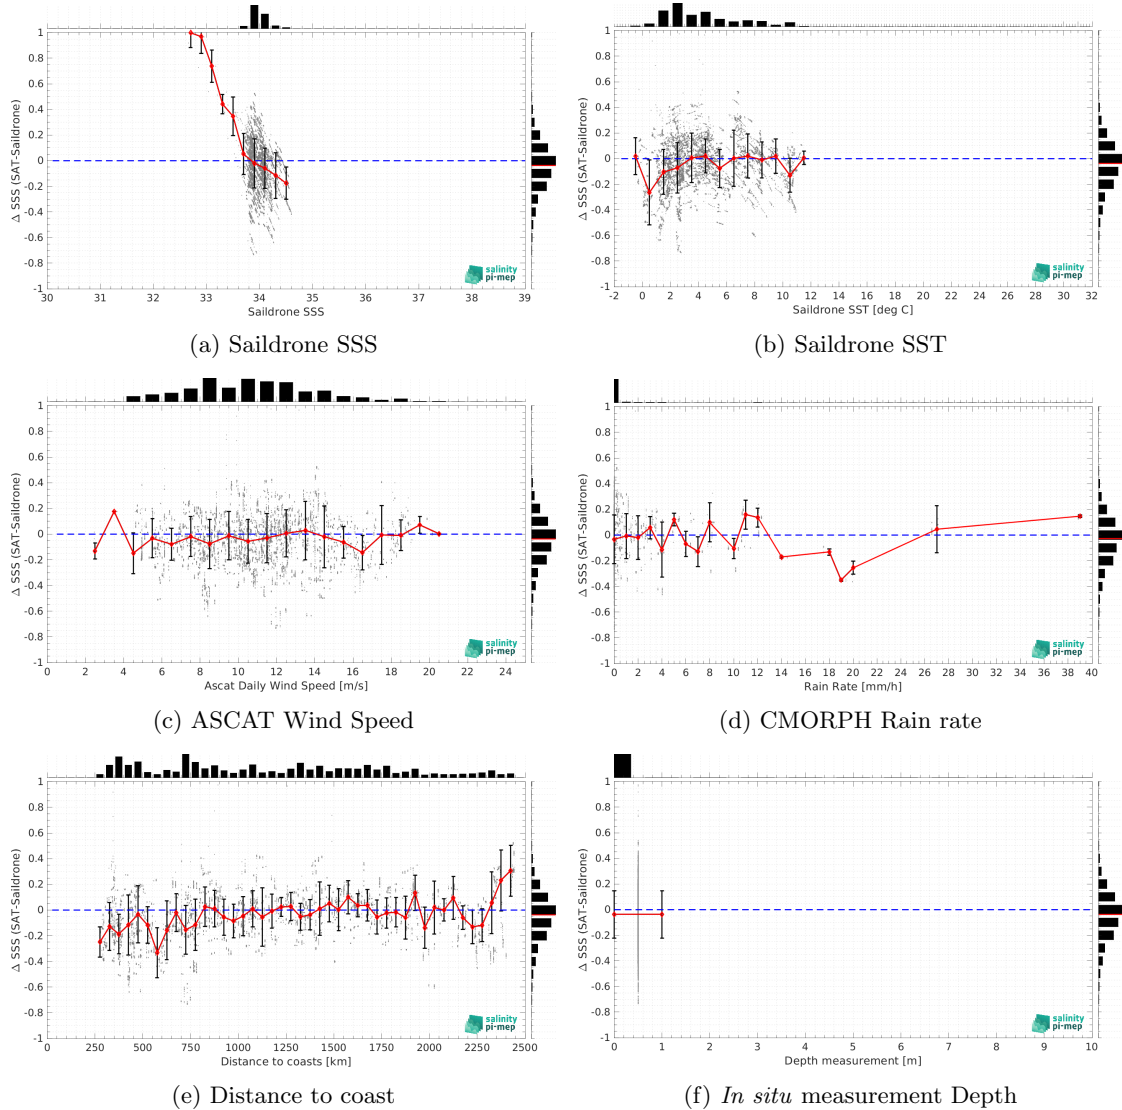 1
0.8
0.6
0.4
0.2
0
-0.2
-0.4
-0.6
-0.8
-1
Δ SSS (SAT-Saildrone)
30 31 32 33 34 35 36 37 38 39
Saildrone SSS
salinity
pi-mep
(a) Saildrone SSS
1
0.8
0.6
0.4
0.2
0
-0.2
-0.4
-0.6
-0.8
-1
Δ SSS (SAT-Saildrone)
-2 0 2 4 6 8 10 12 14 16 18 20 22 24 26 28 30 32
Saildrone SST [deg C]
salinity
pi-mep
(b) Saildrone SST
1
0.8
0.6
0.4
0.2
0
-0.2
-0.4
-0.6
-0.8
-1
Δ SSS (SAT-Saildrone)
0 2 4 6 8 10 12 14 16 18 20 22 24
Ascat Daily Wind Speed [m/s]
salinity
pi-mep
(c) ASCAT Wind Speed
1
0.8
0.6
0.4
0.2
0
-0.2
-0.4
-0.6
-0.8
-1
Δ SSS (SAT-Saildrone)
0 2 4 6 8 10 12 14 16 18 20 22 24 26 28 30 32 34 36 38 40
Rain Rate [mm/h]
salinity
pi-mep
(d) CMORPH Rain rate
1
0.8
0.6
0.4
0.2
0
-0.2
-0.4
-0.6
-0.8
-1
Δ SSS (SAT-Saildrone)
0 250 500 750 1000 1250 1500 1750 2000 2250 2500
Distance to coasts [km]
salinity
pi-mep
(e) Distance to coast
1
0.8
0.6
0.4
0.2
0
-0.2
-0.4
-0.6
-0.8
-1
Δ SSS (SAT-Saildrone)
0 1 2 3 4 5 6 7 8 9 10
Depth measurement [m]
salinity
pi-mep
(f) In situ measurement Depth